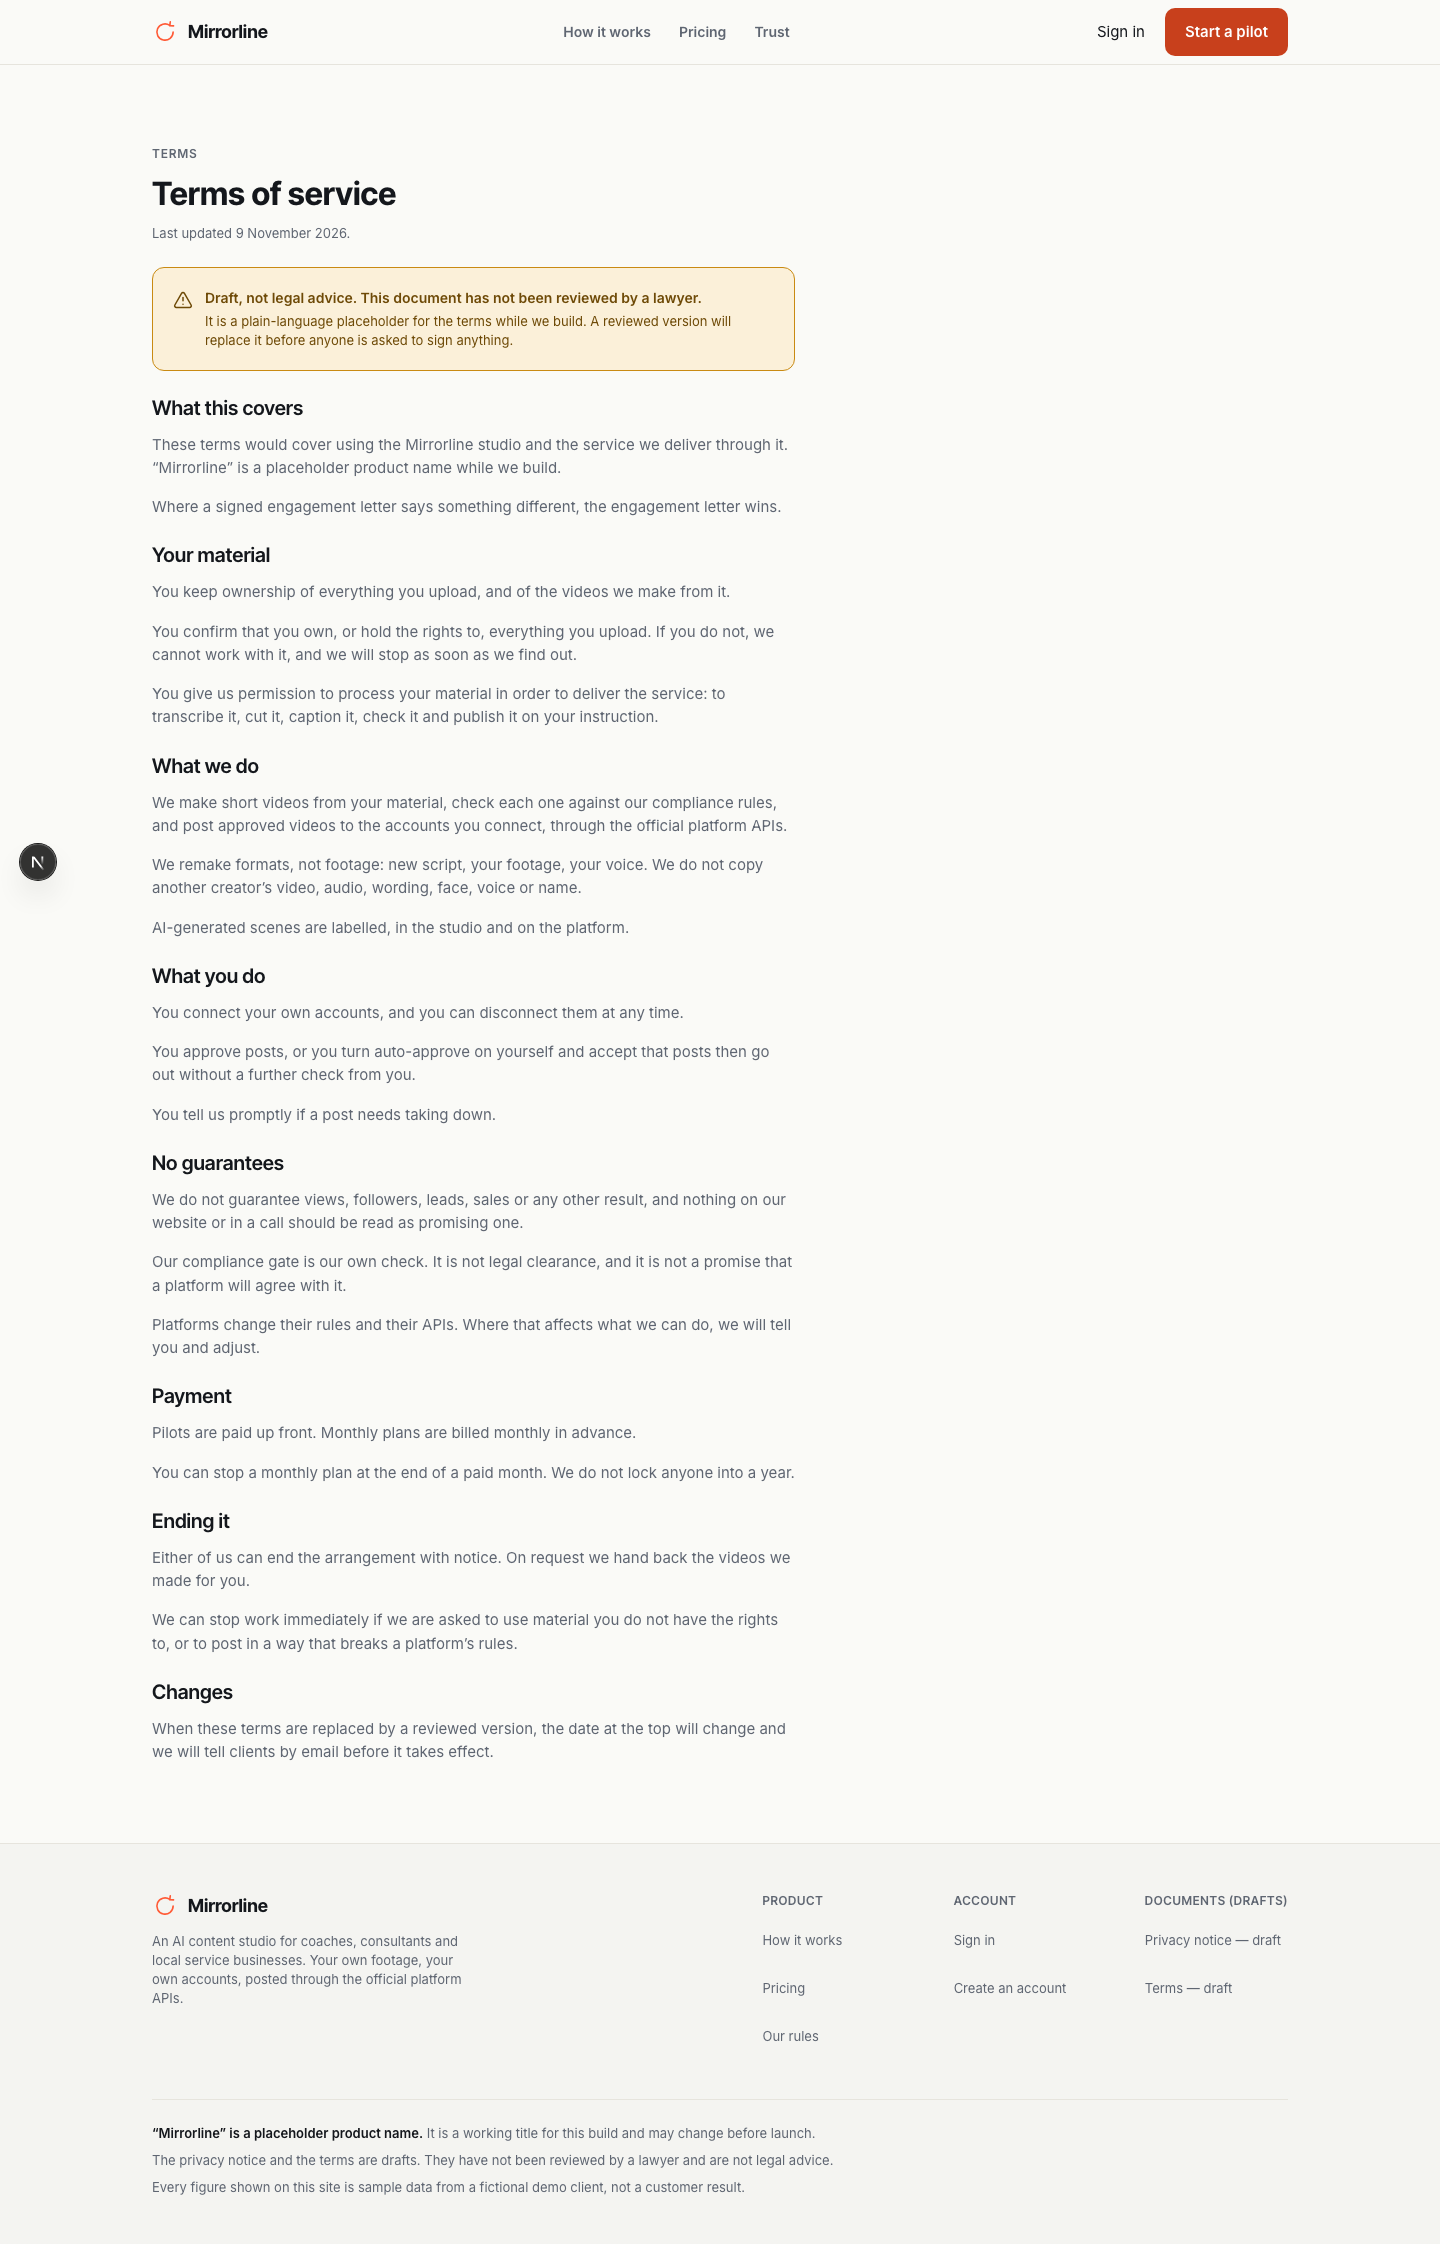 Mirrorline
How it works
Pricing
Trust
Sign in
Start a pilot
TERMS
Terms of service
Last updated 9 November 2026.
Draft, not legal advice. This document has not been reviewed by a lawyer.
It is a plain-language placeholder for the terms while we build. A reviewed version will
replace it before anyone is asked to sign anything.
What this covers
These terms would cover using the Mirrorline studio and the service we deliver through it.
“Mirrorline” is a placeholder product name while we build.
Where a signed engagement letter says something different, the engagement letter wins.
Your material
You keep ownership of everything you upload, and of the videos we make from it.
You confirm that you own, or hold the rights to, everything you upload. If you do not, we
cannot work with it, and we will stop as soon as we find out.
You give us permission to process your material in order to deliver the service: to
transcribe it, cut it, caption it, check it and publish it on your instruction.
What we do
We make short videos from your material, check each one against our compliance rules,
and post approved videos to the accounts you connect, through the official platform APIs.
We remake formats, not footage: new script, your footage, your voice. We do not copy
another creator’s video, audio, wording, face, voice or name.
AI-generated scenes are labelled, in the studio and on the platform.
What you do
You connect your own accounts, and you can disconnect them at any time.
You approve posts, or you turn auto-approve on yourself and accept that posts then go
out without a further check from you.
You tell us promptly if a post needs taking down.
No guarantees
We do not guarantee views, followers, leads, sales or any other result, and nothing on our
website or in a call should be read as promising one.
Our compliance gate is our own check. It is not legal clearance, and it is not a promise that
a platform will agree with it.
Platforms change their rules and their APIs. Where that affects what we can do, we will tell
you and adjust.
Payment
Pilots are paid up front. Monthly plans are billed monthly in advance.
You can stop a monthly plan at the end of a paid month. We do not lock anyone into a year.
Ending it
Either of us can end the arrangement with notice. On request we hand back the videos we
made for you.
We can stop work immediately if we are asked to use material you do not have the rights
to, or to post in a way that breaks a platform’s rules.
Changes
When these terms are replaced by a reviewed version, the date at the top will change and
we will tell clients by email before it takes effect.
N
Mirrorline
An AI content studio for coaches, consultants and
local service businesses. Your own footage, your
own accounts, posted through the official platform
APIs.
PRODUCT
How it works
Pricing
Our rules
ACCOUNT
Sign in
Create an account
DOCUMENTS (DRAFTS)
Privacy notice — draft
Terms — draft
“Mirrorline” is a placeholder product name. It is a working title for this build and may change before launch.
The privacy notice and the terms are drafts. They have not been reviewed by a lawyer and are not legal advice.
Every figure shown on this site is sample data from a fictional demo client, not a customer result.